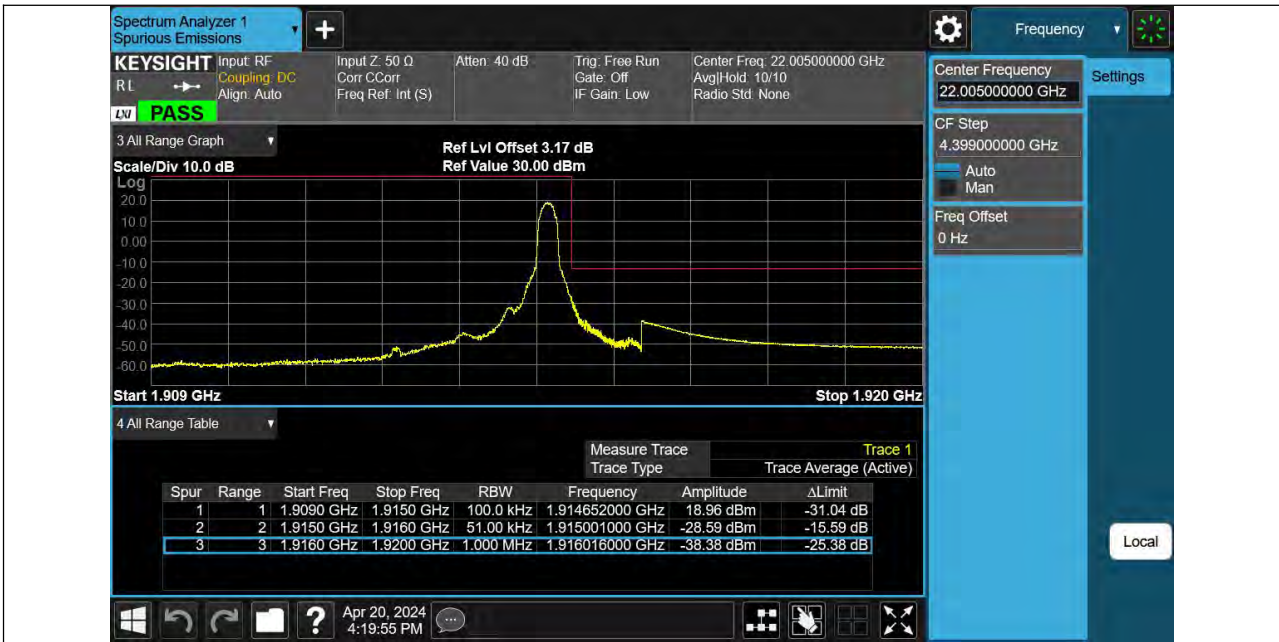 Spectrum Analyzer 1
Spurious Emissions
Frequency
KEYSIGHT
RL
LXI
PASS
Input: RF
Coupling: DC
Align: Auto
Input Z: 50 Ω
Corr CCorr
Freq Ref: Int (S)
Atten: 40 dB
Trig: Free Run
Gate: Off
IF Gain: Low
Center Freq: 22.005000000 GHz
Avg|Hold: 10/10
Radio Std: None
Center Frequency
22.005000000 GHz
Settings
CF Step
4.399000000 GHz
Auto
Man
Freq Offset
0 Hz
3 All Range Graph
Scale/Div 10.0 dB
Ref Lvl Offset 3.17 dB
Ref Value 30.00 dBm
Log
20.0
10.0
0.00
-10.0
-20.0
-30.0
-40.0
-50.0
-60.0
Start 1.909 GHz
Stop 1.920 GHz
4 All Range Table
Measure Trace Trace 1
Trace Type Trace Average (Active)
Spur Range Start Freq Stop Freq RBW Frequency Amplitude ΔLimit
1 1 1.9090 GHz 1.9150 GHz 100.0 kHz 1.914652000 GHz 18.96 dBm -31.04 dB
2 2 1.9150 GHz 1.9160 GHz 51.00 kHz 1.915001000 GHz -28.59 dBm -15.59 dB
3 3 1.9160 GHz 1.9200 GHz 1.000 MHz 1.916016000 GHz -38.38 dBm -25.38 dB
Local
Apr 20, 2024
4:19:55 PM